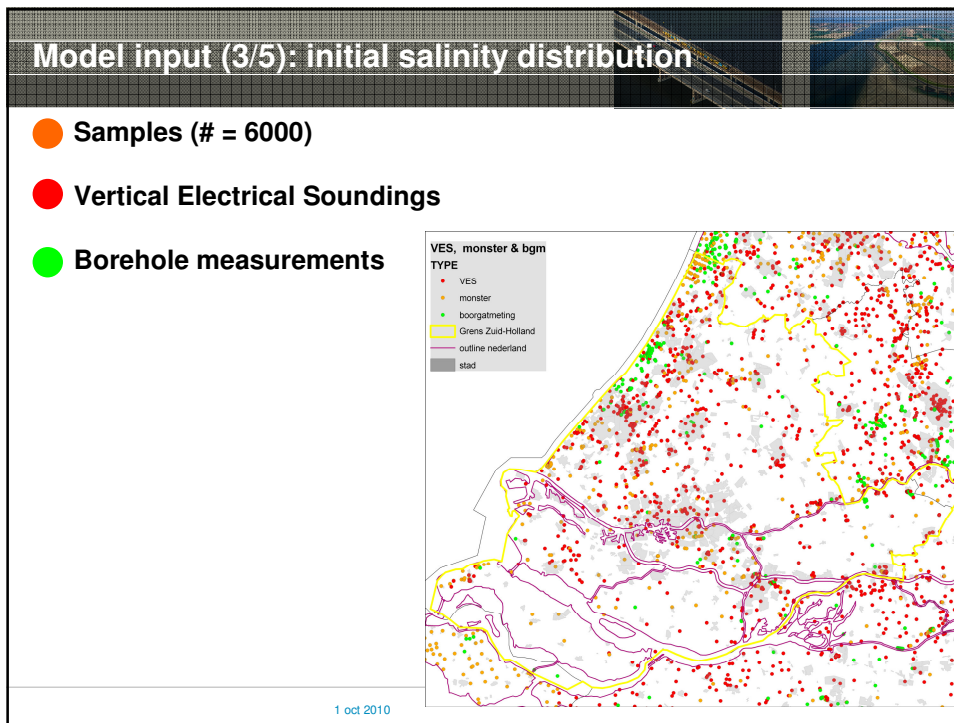 Model input (3/5): initial salinity distribution
Samples (# = 6000)
Vertical Electrical Soundings
Borehole measurements
VES, monster & bgm
TYPE
VES
monster
boorgatmeting
Grens Zuid-Holland
outline nederland
stad
1 oct 2010